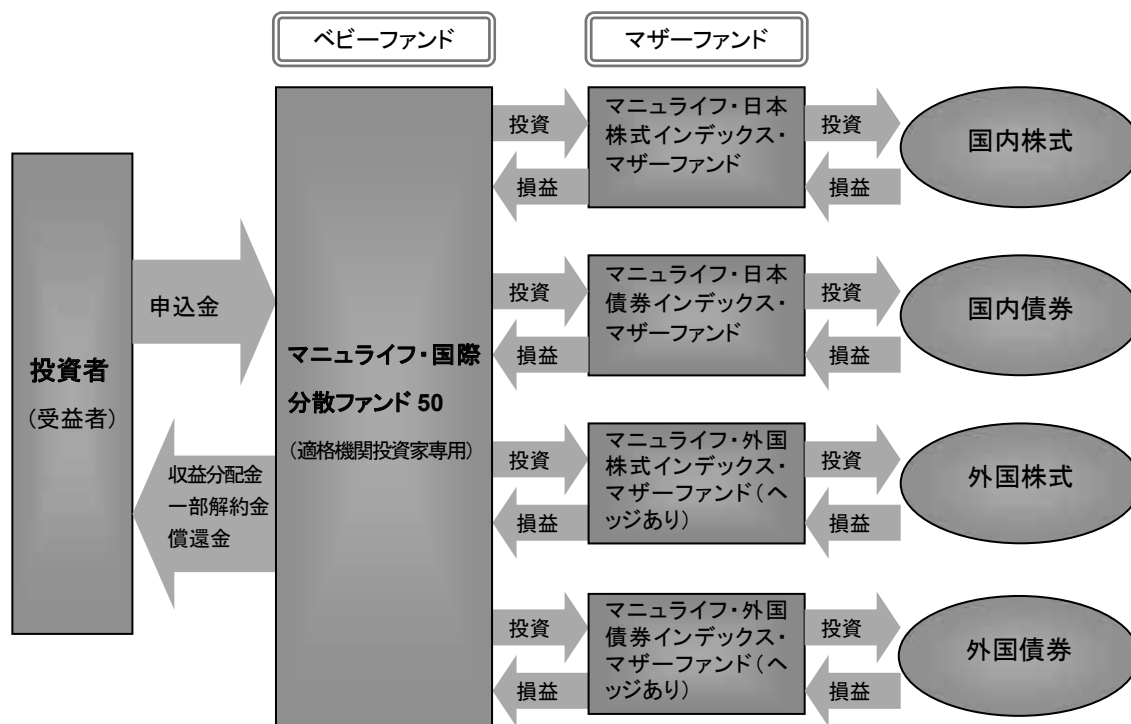 ベビーファンド
マザーファンド
投資者
(受益者)
申込金
収益分配金
一部解約金
償還金
マニュライフ・国際
分散ファンド 50
(適格機関投資家専用)
投資
損益
マニュライフ・日本
株式インデックス・
マザーファンド
投資
損益
国内株式
投資
損益
マニュライフ・日本
債券インデックス・
マザーファンド
投資
損益
国内債券
投資
損益
マニュライフ・外国
株式インデックス・
マザーファンド(ヘ
ッジあり)
投資
損益
外国株式
投資
損益
マニュライフ・外国
債券インデックス・
マザーファンド(ヘ
ッジあり)
投資
損益
外国債券